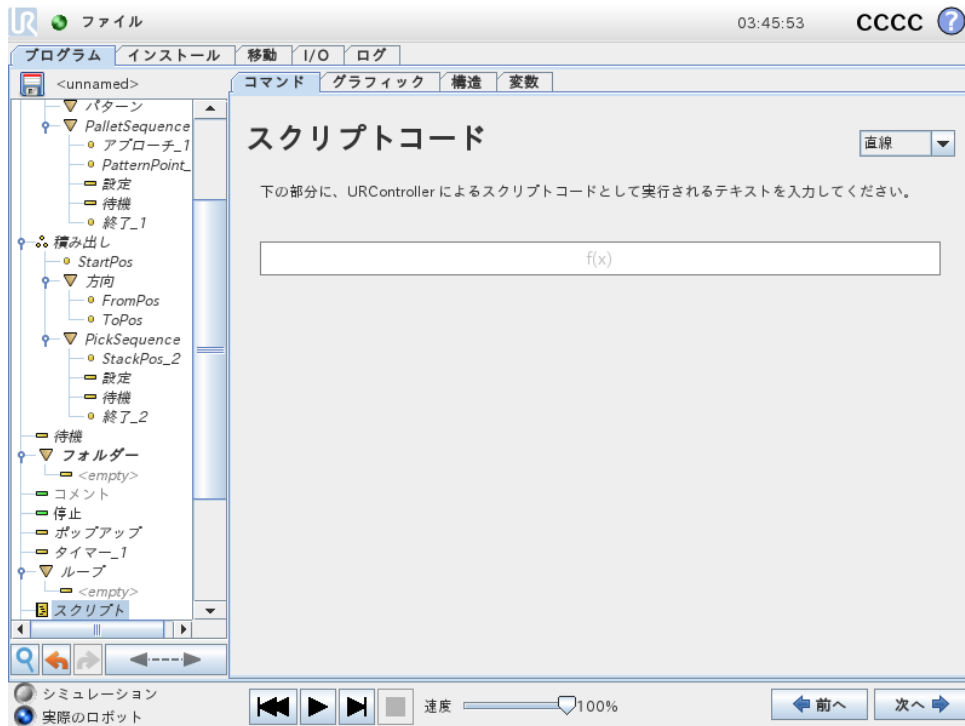 UR ファイル 03:45:53 CCCC ?
プログラム インストール 移動 I/O ログ
<unnamed>
コマンド グラフィック 構造 変数
パターン
PalletSequence
アプローチ_1
PatternPoint_
設定
待機
終了_1
積み出し
StartPos
方向
FromPos
ToPos
PickSequence
StackPos_2
設定
待機
終了_2
待機
フォルダー
<empty>
コメント
停止
ポップアップ
タイマー_1
ループ
<empty>
スクリプト
スクリプトコード
直線
下の部分に、URController によるスクリプトコードとして実行されるテキストを入力してください。
f(x)
シミュレーション
実際のロボット
速度 100%
前へ 次へ